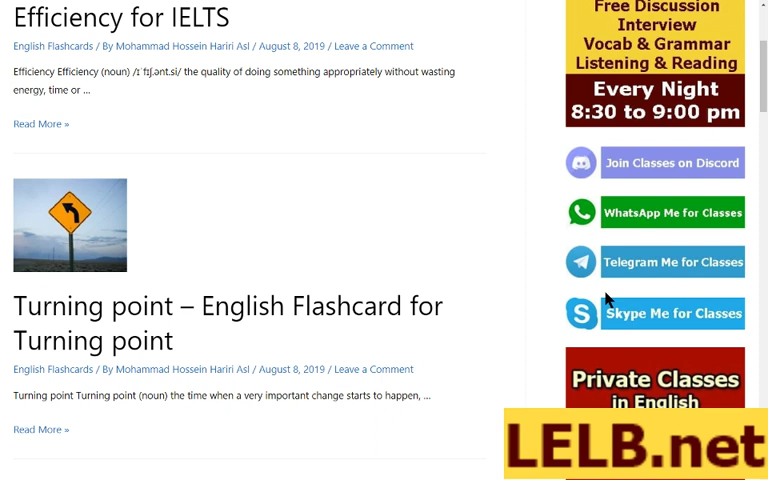 Efficiency for IELTS
English Flashcards / By Mohammad Hossein Hariri Asl / August 8, 2019 / Leave a Comment
Efficiency Efficiency (noun) /ɪˈfɪʃ.ənt.si/ the quality of doing something appropriately without wasting
energy, time or …
Read More »
Turning point – English Flashcard for
Turning point
English Flashcards / By Mohammad Hossein Hariri Asl / August 8, 2019 / Leave a Comment
Turning point Turning point (noun) the time when a very important change starts to happen, …
Read More »
Free Discussion
Interview
Vocab & Grammar
Listening & Reading
Every Night
8:30 to 9:00 pm
Join Classes on Discord
WhatsApp Me for Classes
Telegram Me for Classes
Skype Me for Classes
Private Classes
in English
LELB.net